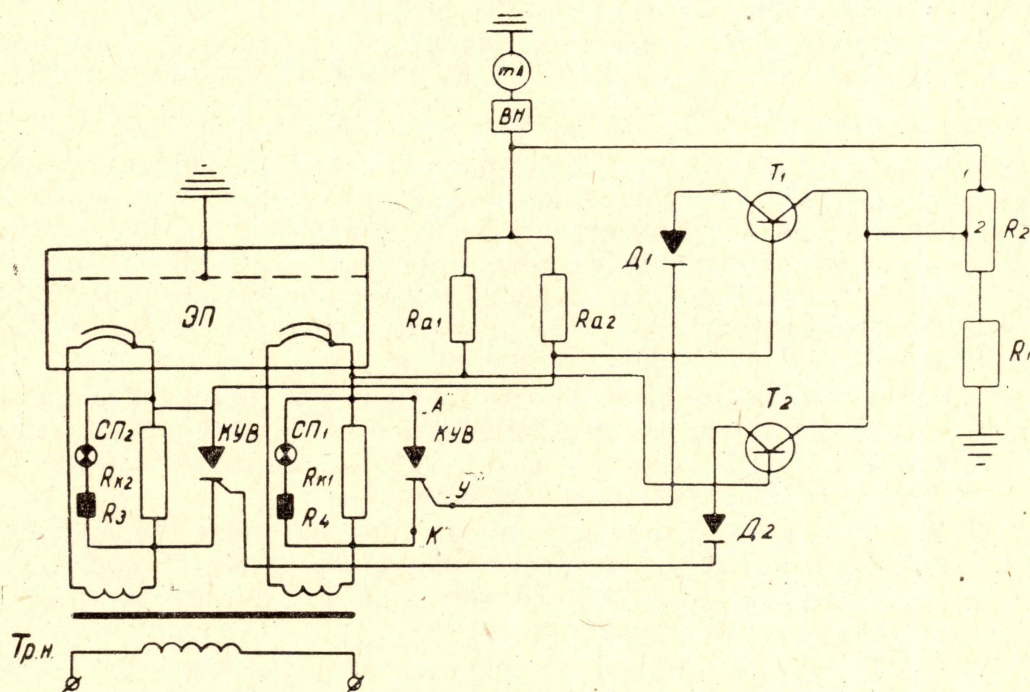 mA
ВН
T₁
1
2
R₂
Д1
ЭП
Ra1
Ra2
R1
T₂
СП₂
КУВ
СП₁
А
КУВ
Rк2
Rк1
У
R3
R4
К
Д2
Тр.н.